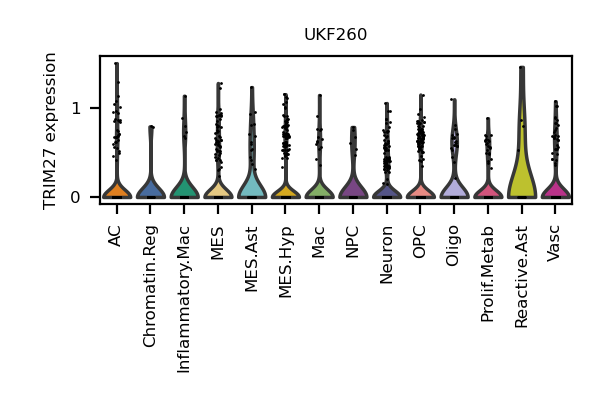 UKF260
TRIM27 expression
1
0
AC
Chromatin.Reg
Inflammatory.Mac
MES
MES.Ast
MES.Hyp
Mac
NPC
Neuron
OPC
Oligo
Prolif.Metab
Reactive.Ast
Vasc